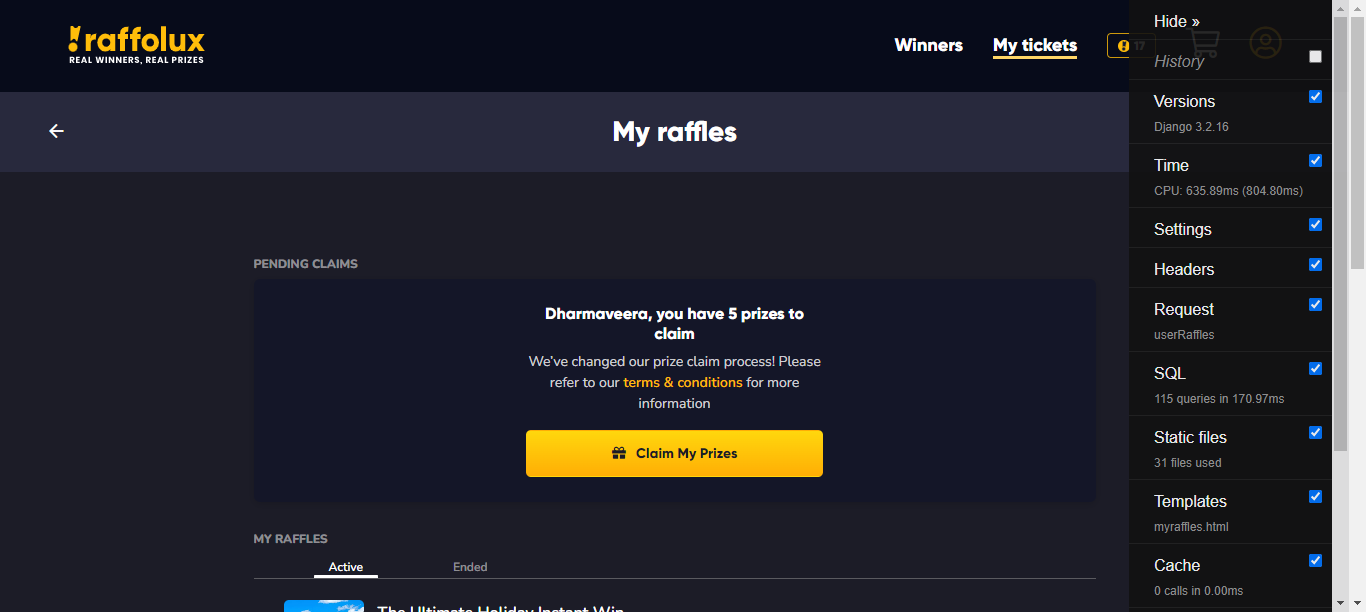 raffolux
REAL WINNERS, REAL PRIZES
Winners
My tickets
17
My raffles
PENDING CLAIMS
Dharmaveera, you have 5 prizes to
claim
We've changed our prize claim process! Please
refer to our terms & conditions for more
information
Claim My Prizes
MY RAFFLES
Active
Ended
The Ultimate Holiday Instant Win
Hide »
History
Versions
Django 3.2.16
Time
CPU: 635.89ms (804.80ms)
Settings
Headers
Request
userRaffles
SQL
115 queries in 170.97ms
Static files
31 files used
Templates
myraffles.html
Cache
0 calls in 0.00ms